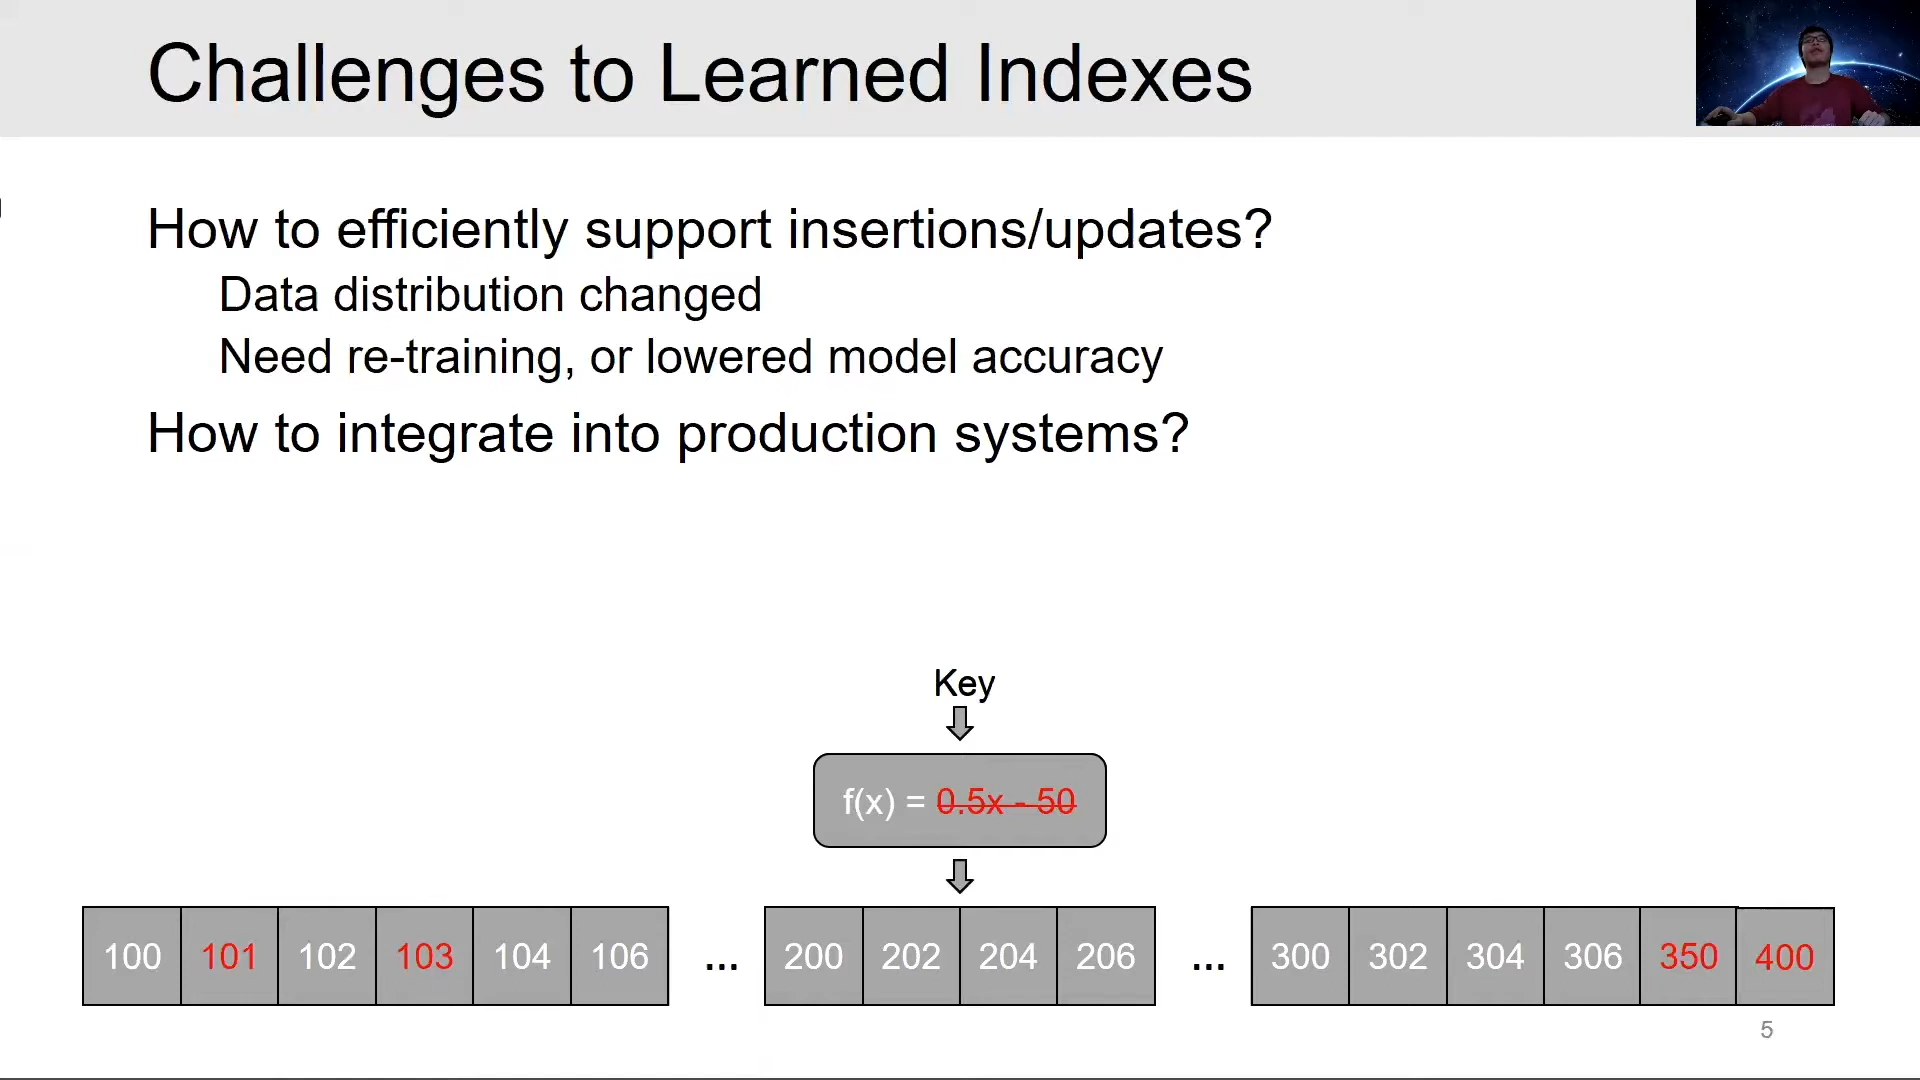 Challenges to Learned Indexes
How to efficiently support insertions/updates?
Data distribution changed
Need re-training, or lowered model accuracy
How to integrate into production systems?
Key
f(x) = 0.5x - 50
100 101 102 103 104 106 ... 200 202 204 206 ... 300 302 304 306 350 400
5